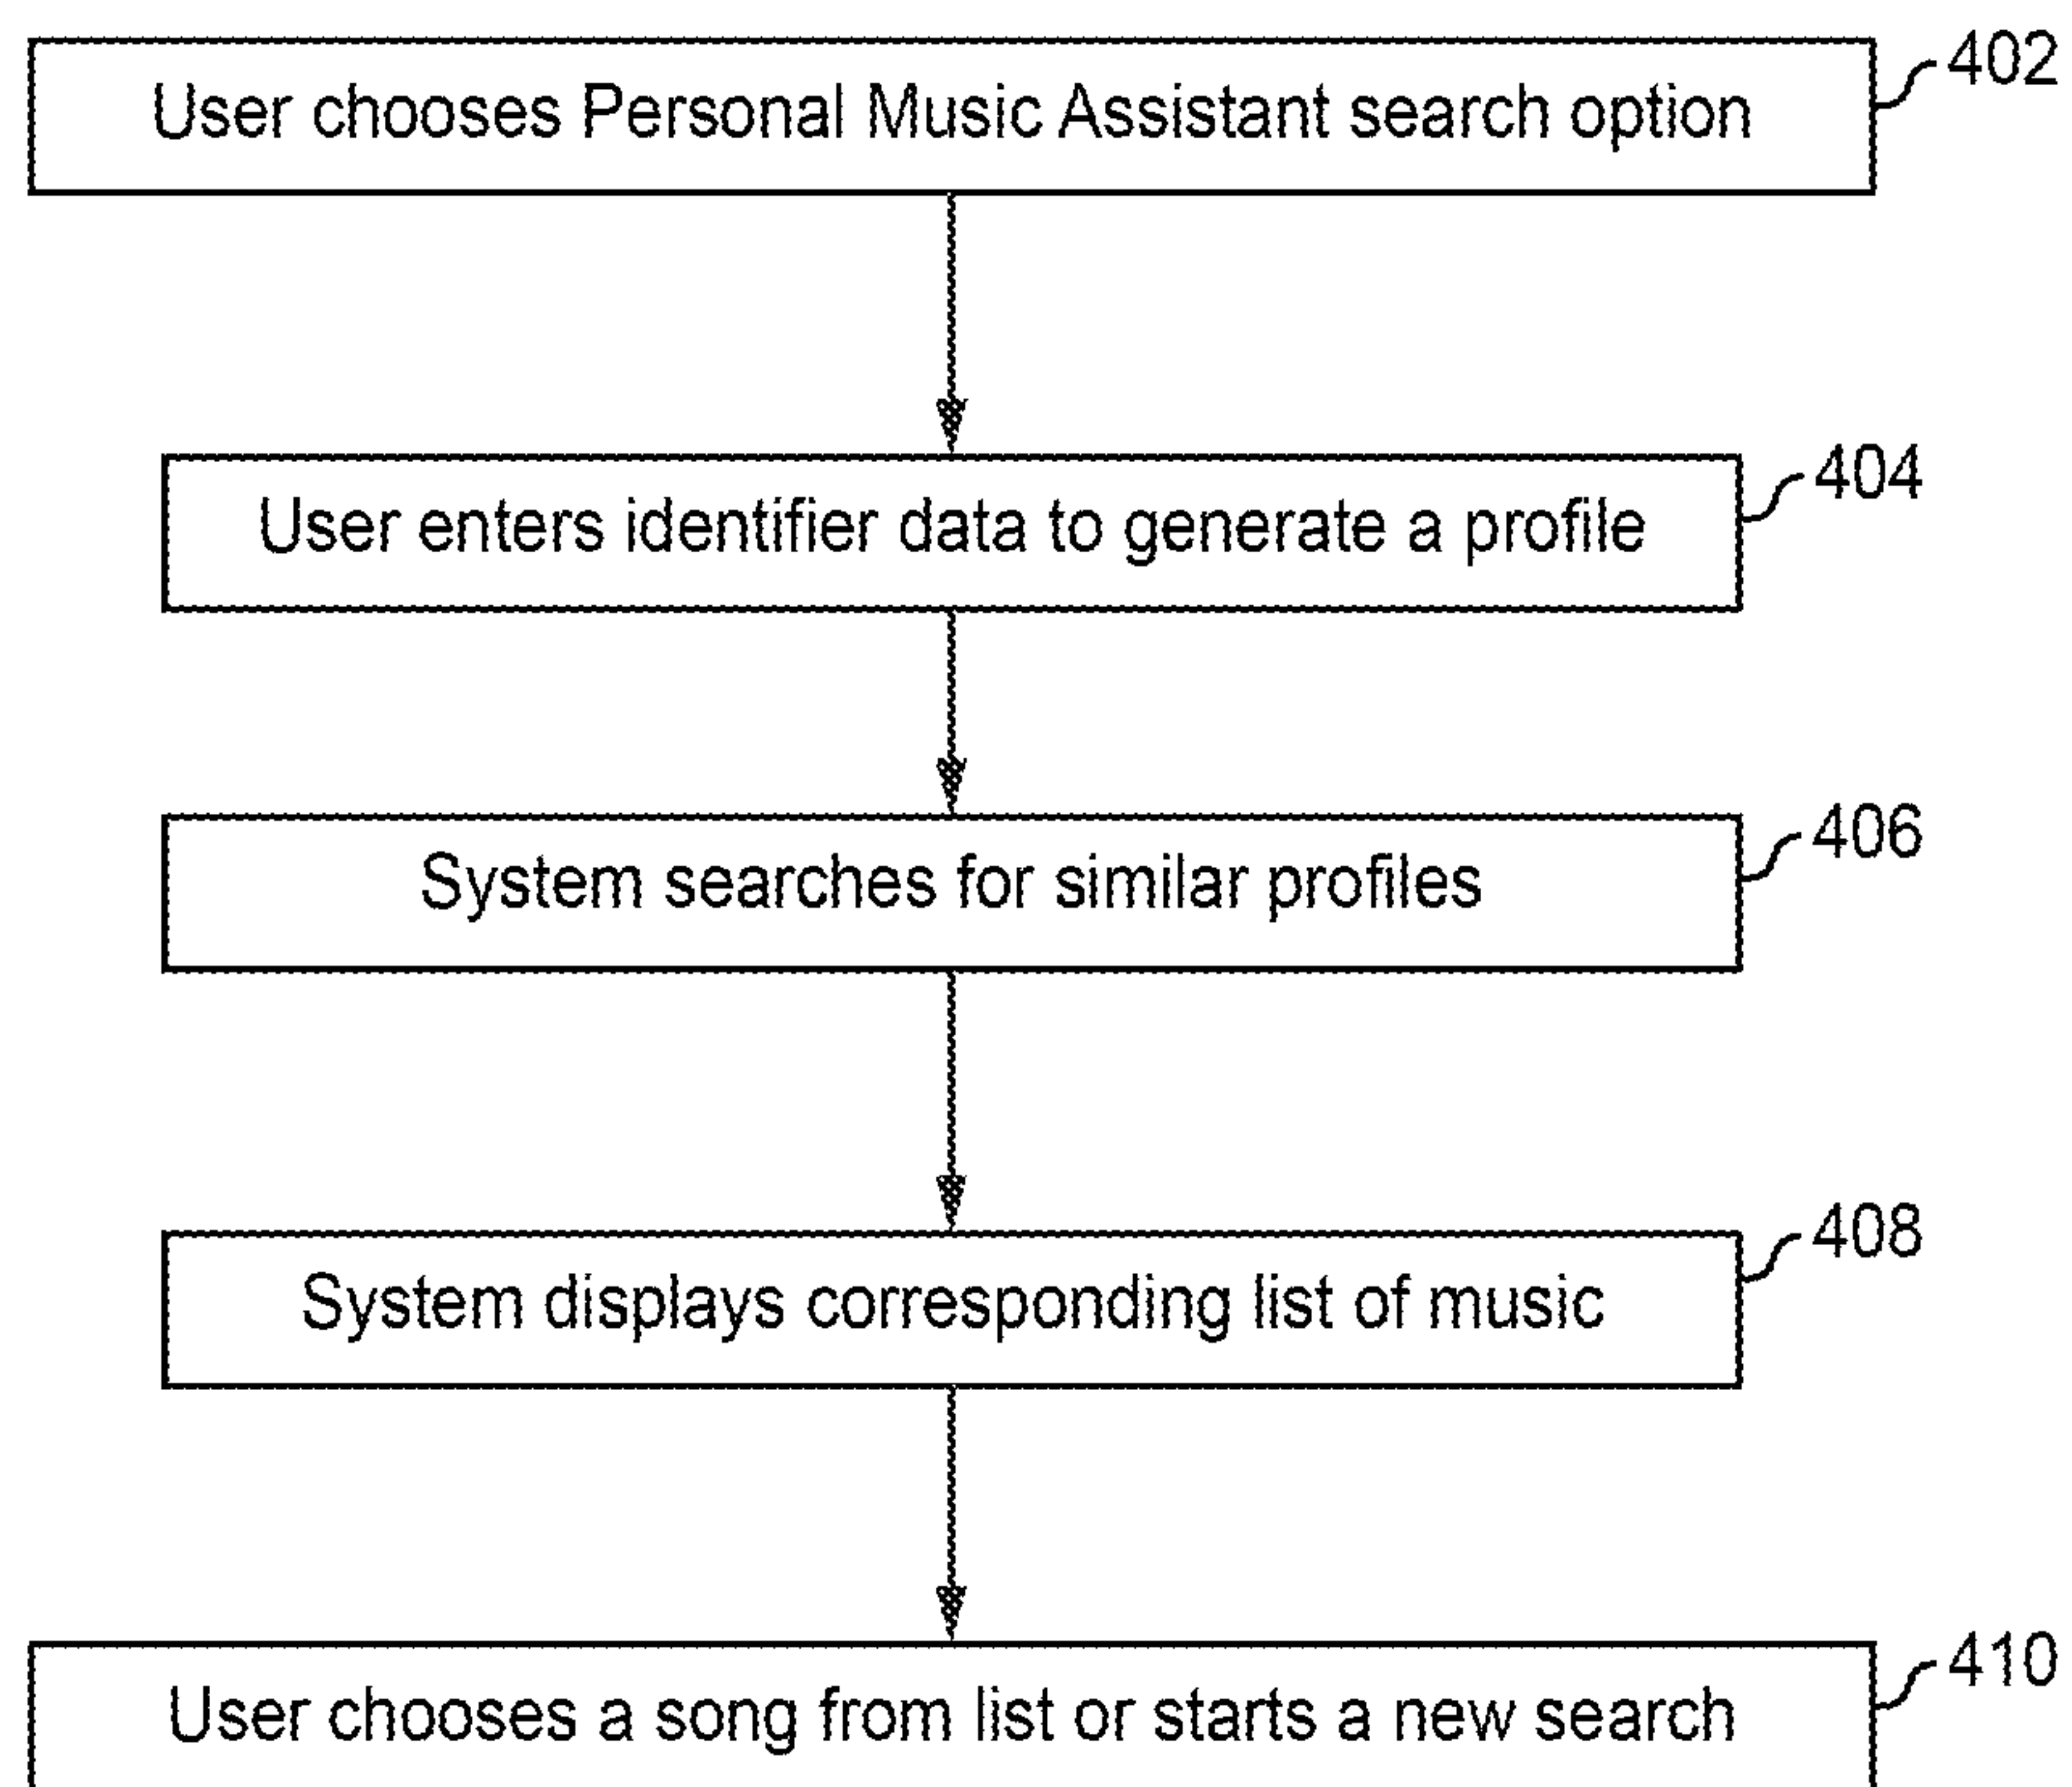 User chooses Personal Music Assistant search option
402
User enters identifier data to generate a profile
404
System searches for similar profiles
406
System displays corresponding list of music
408
User chooses a song from list or starts a new search
410